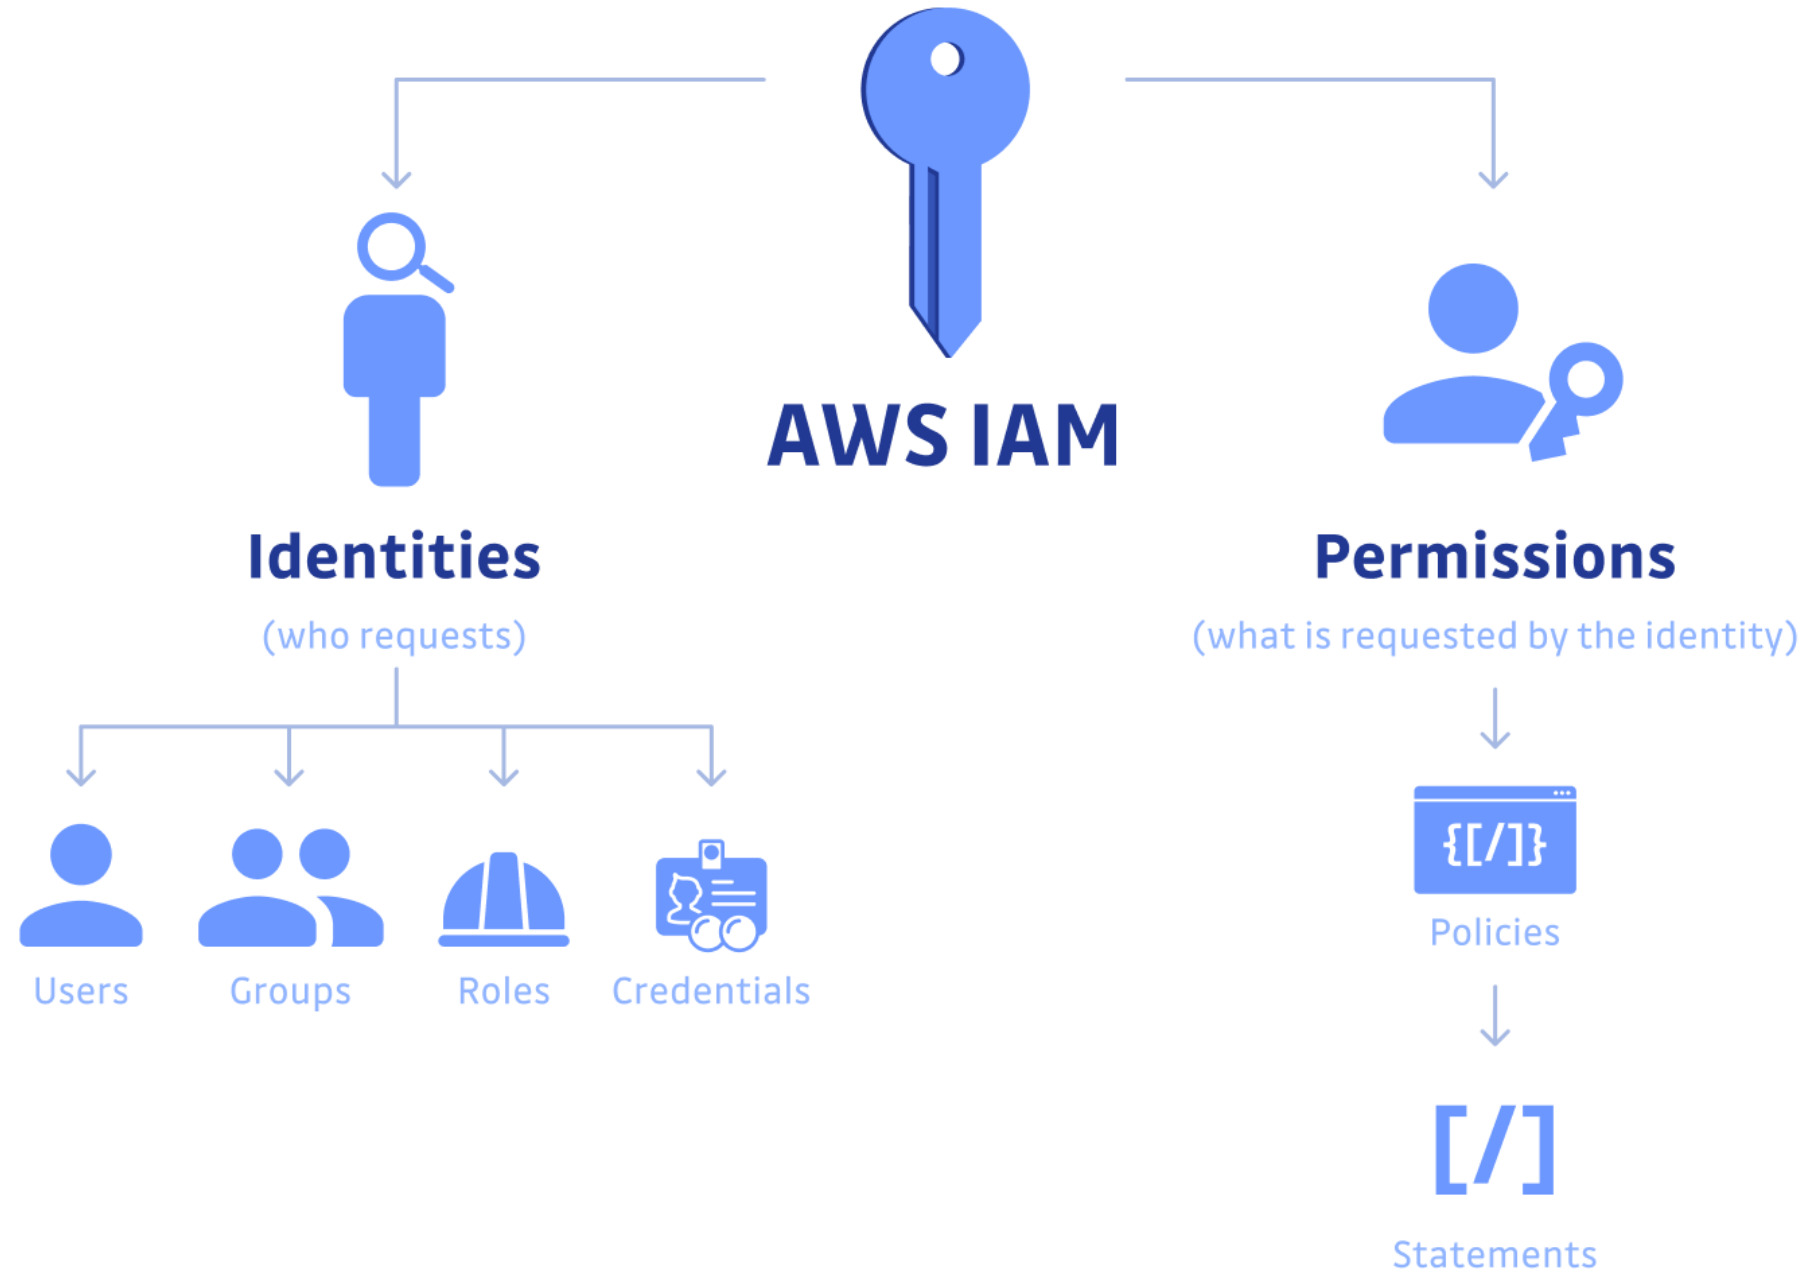 AWS IAM
Identities
(who requests)
Users
Groups
Roles
Credentials
Permissions
(what is requested by the identity)
{[/]}
Policies
[/]
Statements